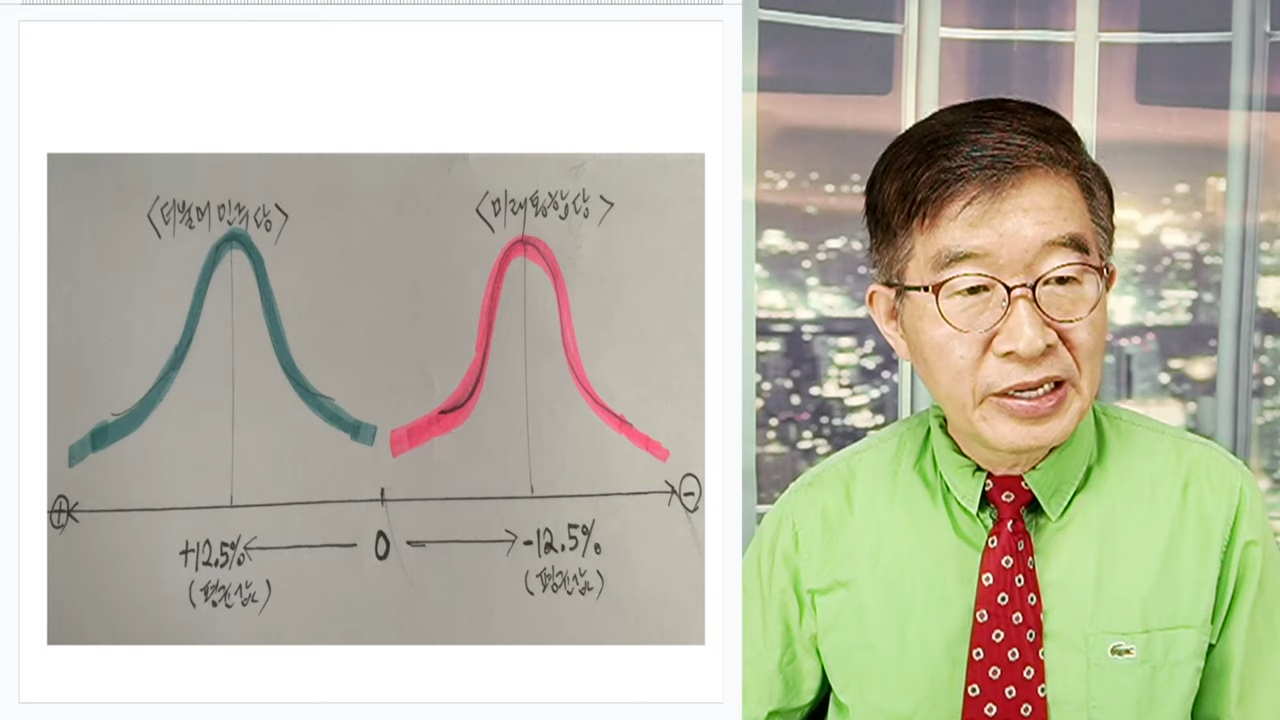 <더불어 민주당>
<미래통합당>
+
-
+12.5%
0
-12.5%
(평균값)
(평균값)